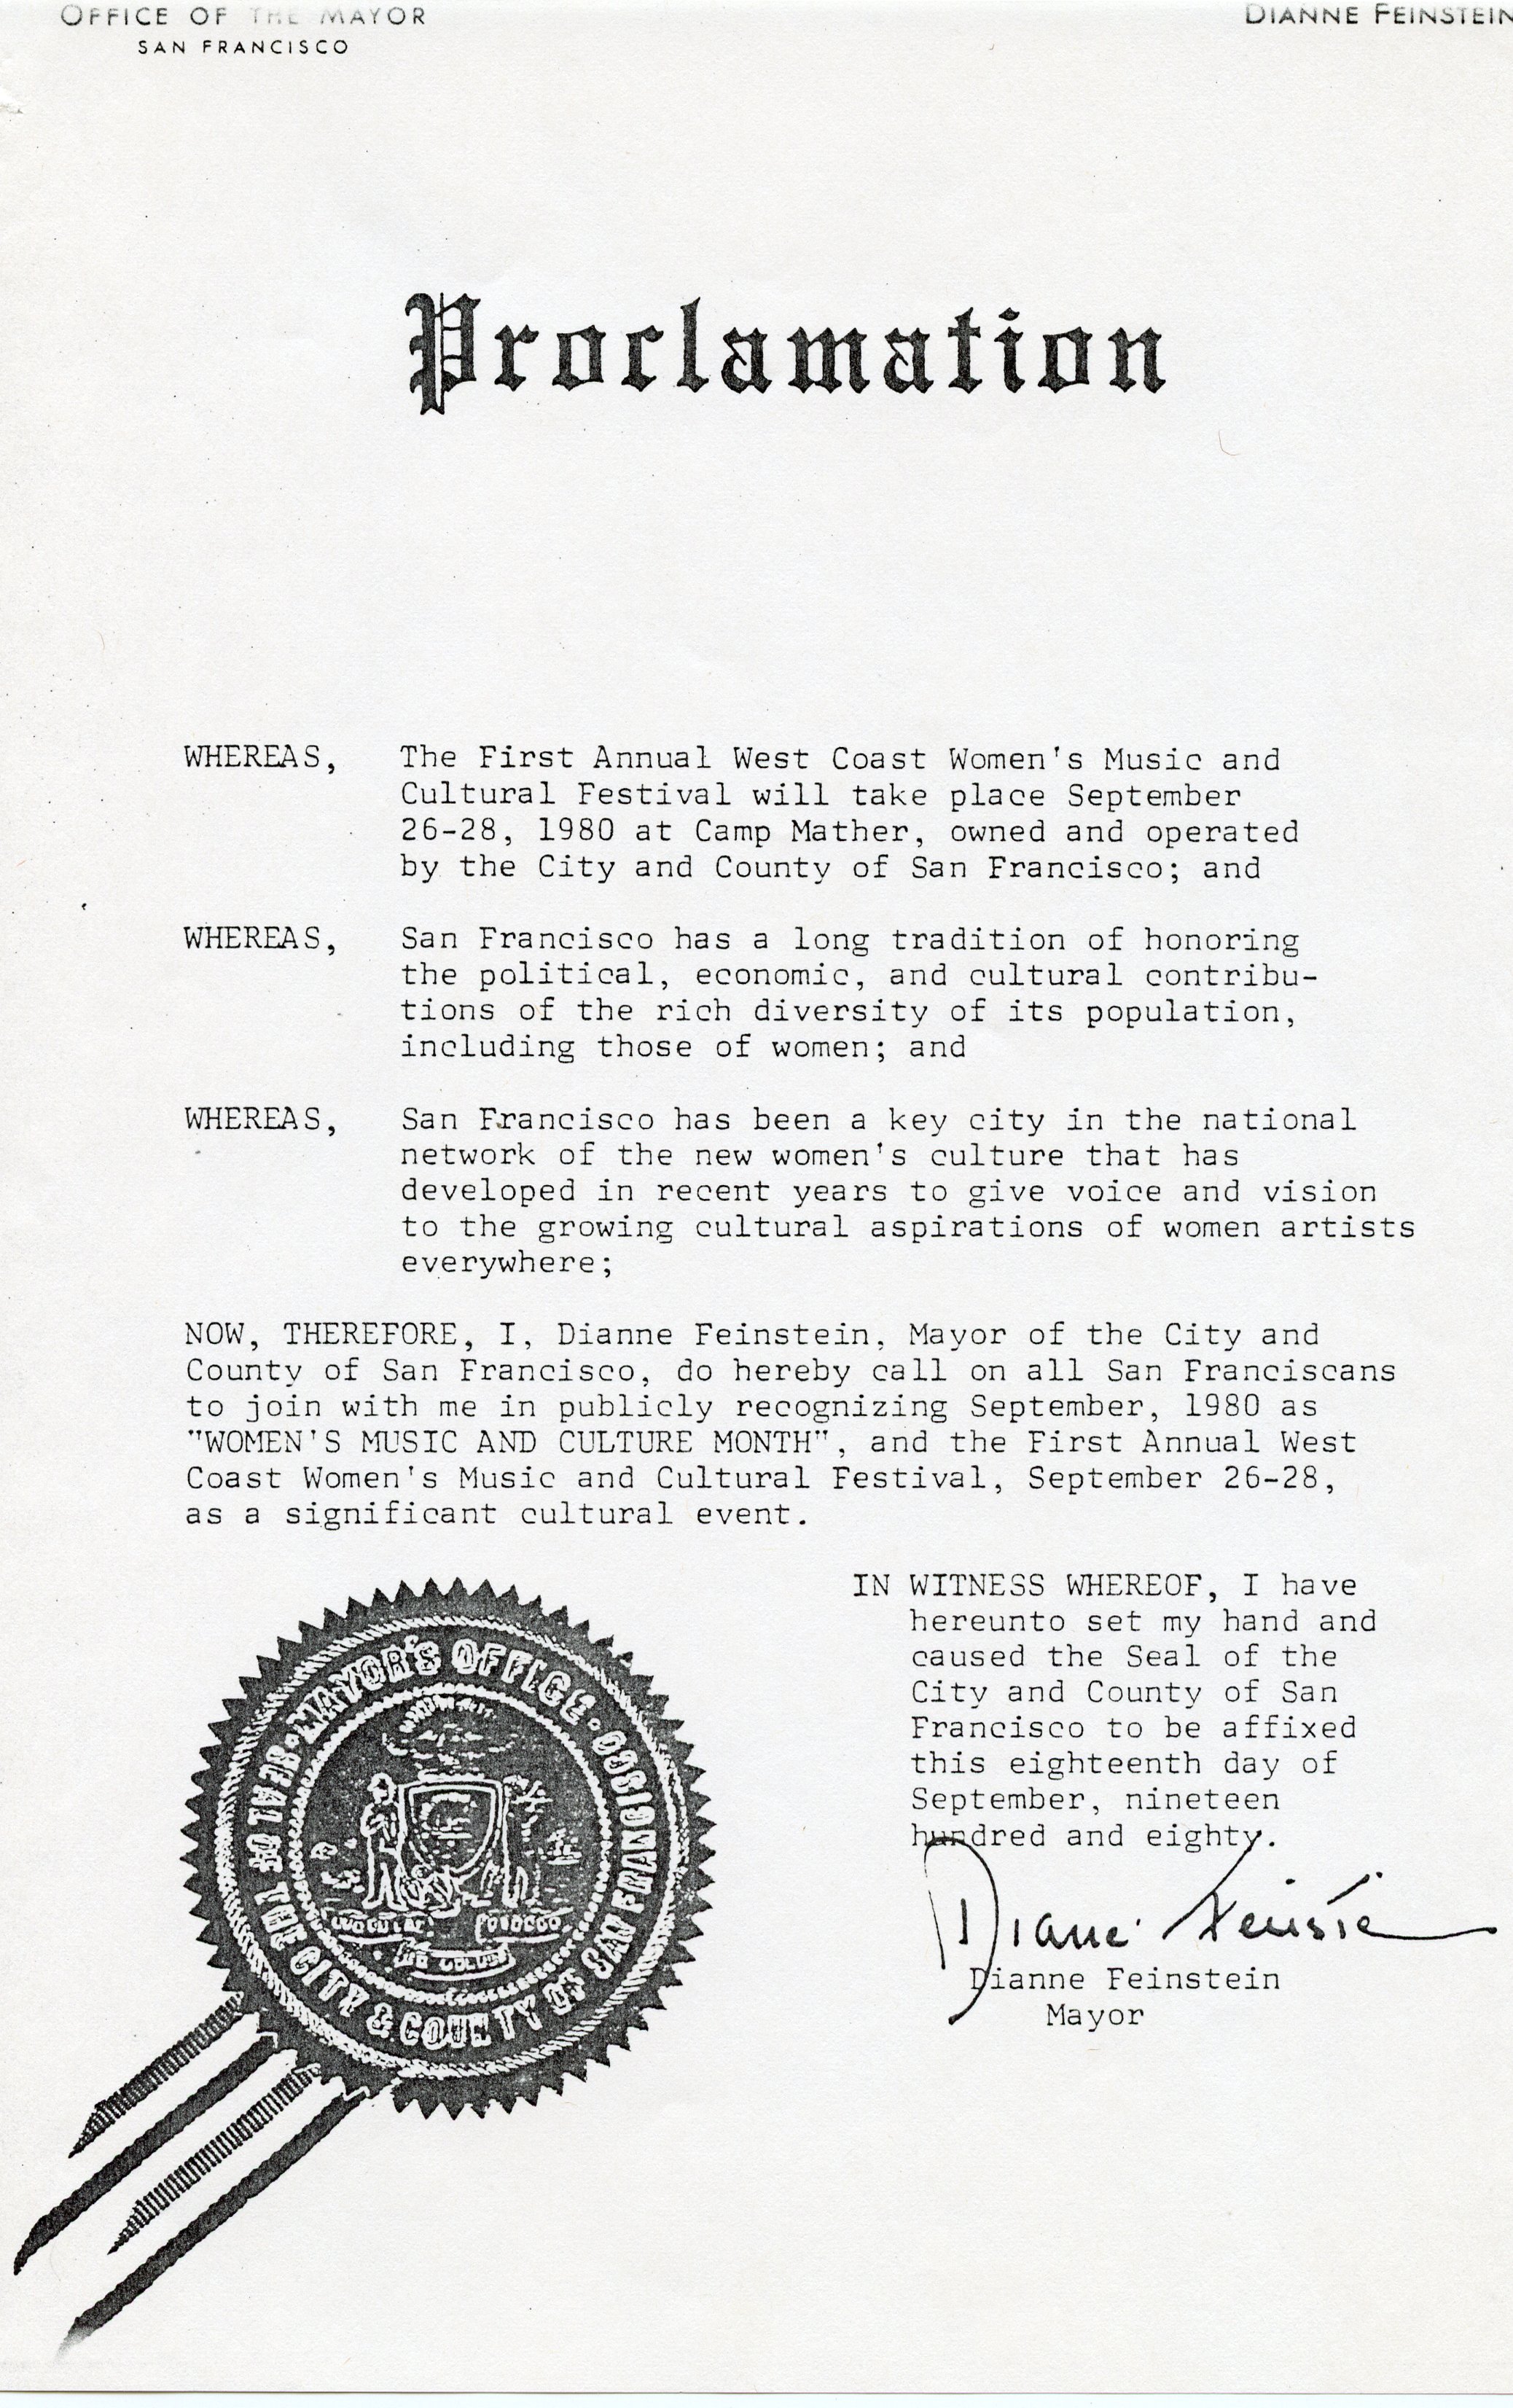 OFFICE OF THE MAYOR
SAN FRANCISCO
DIANNE FEINSTEIN
Proclamation
WHEREAS, The First Annual West Coast Women's Music and
Cultural Festival will take place September
26-28, 1980 at Camp Mather, owned and operated
by the City and County of San Francisco; and
WHEREAS, San Francisco has a long tradition of honoring
the political, economic, and cultural contribu-
tions of the rich diversity of its population,
including those of women; and
WHEREAS, San Francisco has been a key city in the national
network of the new women's culture that has
developed in recent years to give voice and vision
to the growing cultural aspirations of women artists
everywhere;
NOW, THEREFORE, I, Dianne Feinstein, Mayor of the City and
County of San Francisco, do hereby call on all San Franciscans
to join with me in publicly recognizing September, 1980 as
"WOMEN'S MUSIC AND CULTURE MONTH", and the First Annual West
Coast Women's Music and Cultural Festival, September 26-28,
as a significant cultural event.
IN WITNESS WHEREOF, I have
hereunto set my hand and
caused the Seal of the
City and County of San
Francisco to be affixed
this eighteenth day of
September, nineteen
hundred and eighty.
Dianne Feinstein
Mayor
MAYOR'S OFFICE
SEAL OF THE CITY & COUNTY OF SAN FRANCISCO